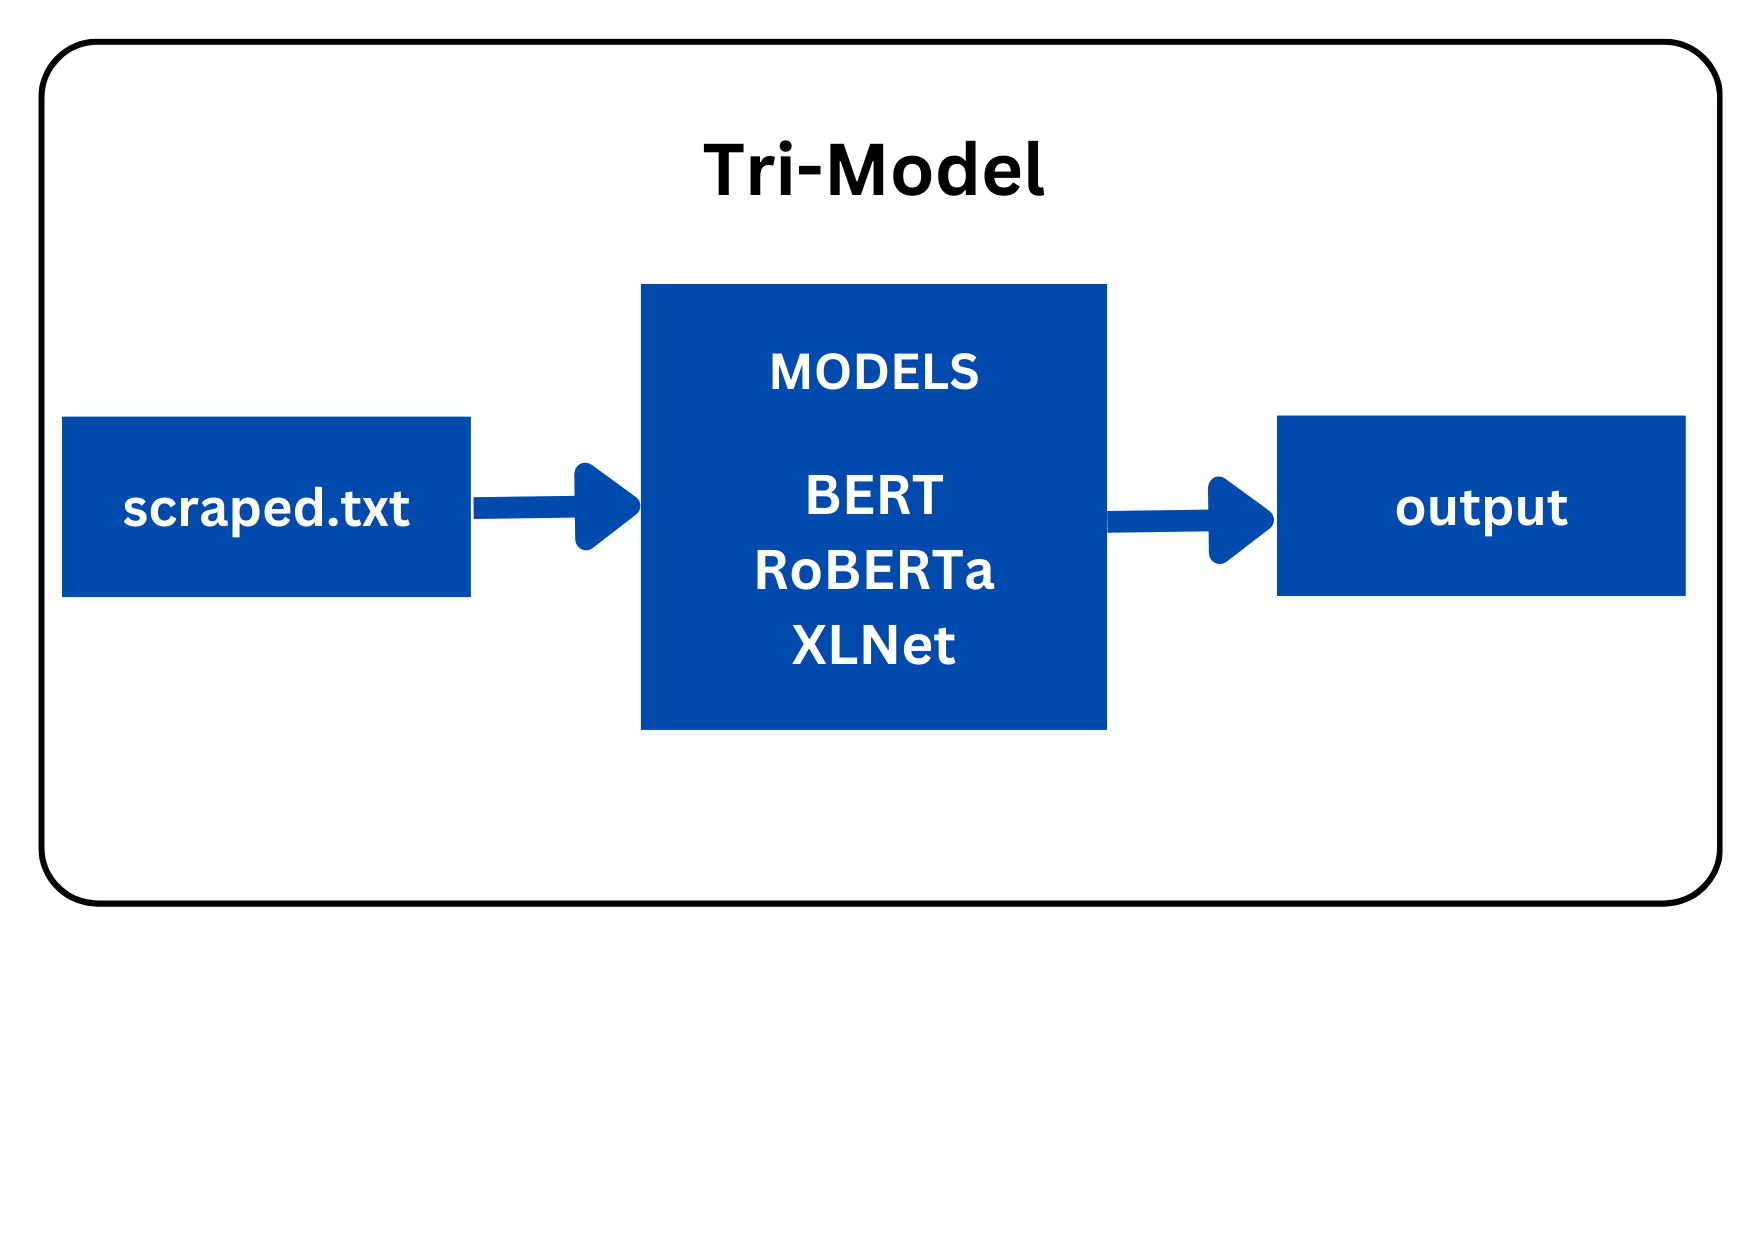 Tri-Model
scraped.txt
MODELS
BERT
RoBERTa
XLNet
output